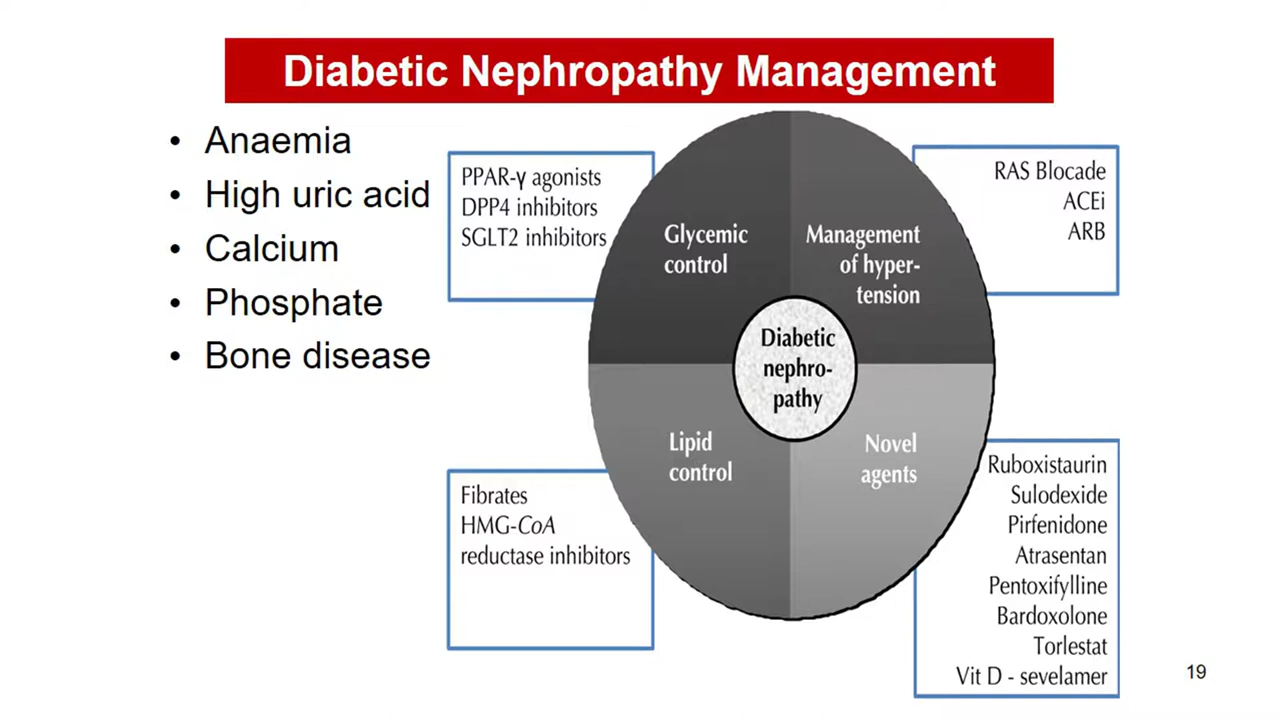 Diabetic Nephropathy Management
• Anaemia
• High uric acid
• Calcium
• Phosphate
• Bone disease
PPAR-γ agonists
DPP4 inhibitors
SGLT2 inhibitors
Glycemic
control
Management
of hyper-
tension
RAS Blocade
ACEi
ARB
Diabetic
nephro-
pathy
Lipid
control
Novel
agents
Fibrates
HMG-CoA
reductase inhibitors
Ruboxistaurin
Sulodexide
Pirfenidone
Atrasentan
Pentoxifylline
Bardoxolone
Torlestat
Vit D - sevelamer
19